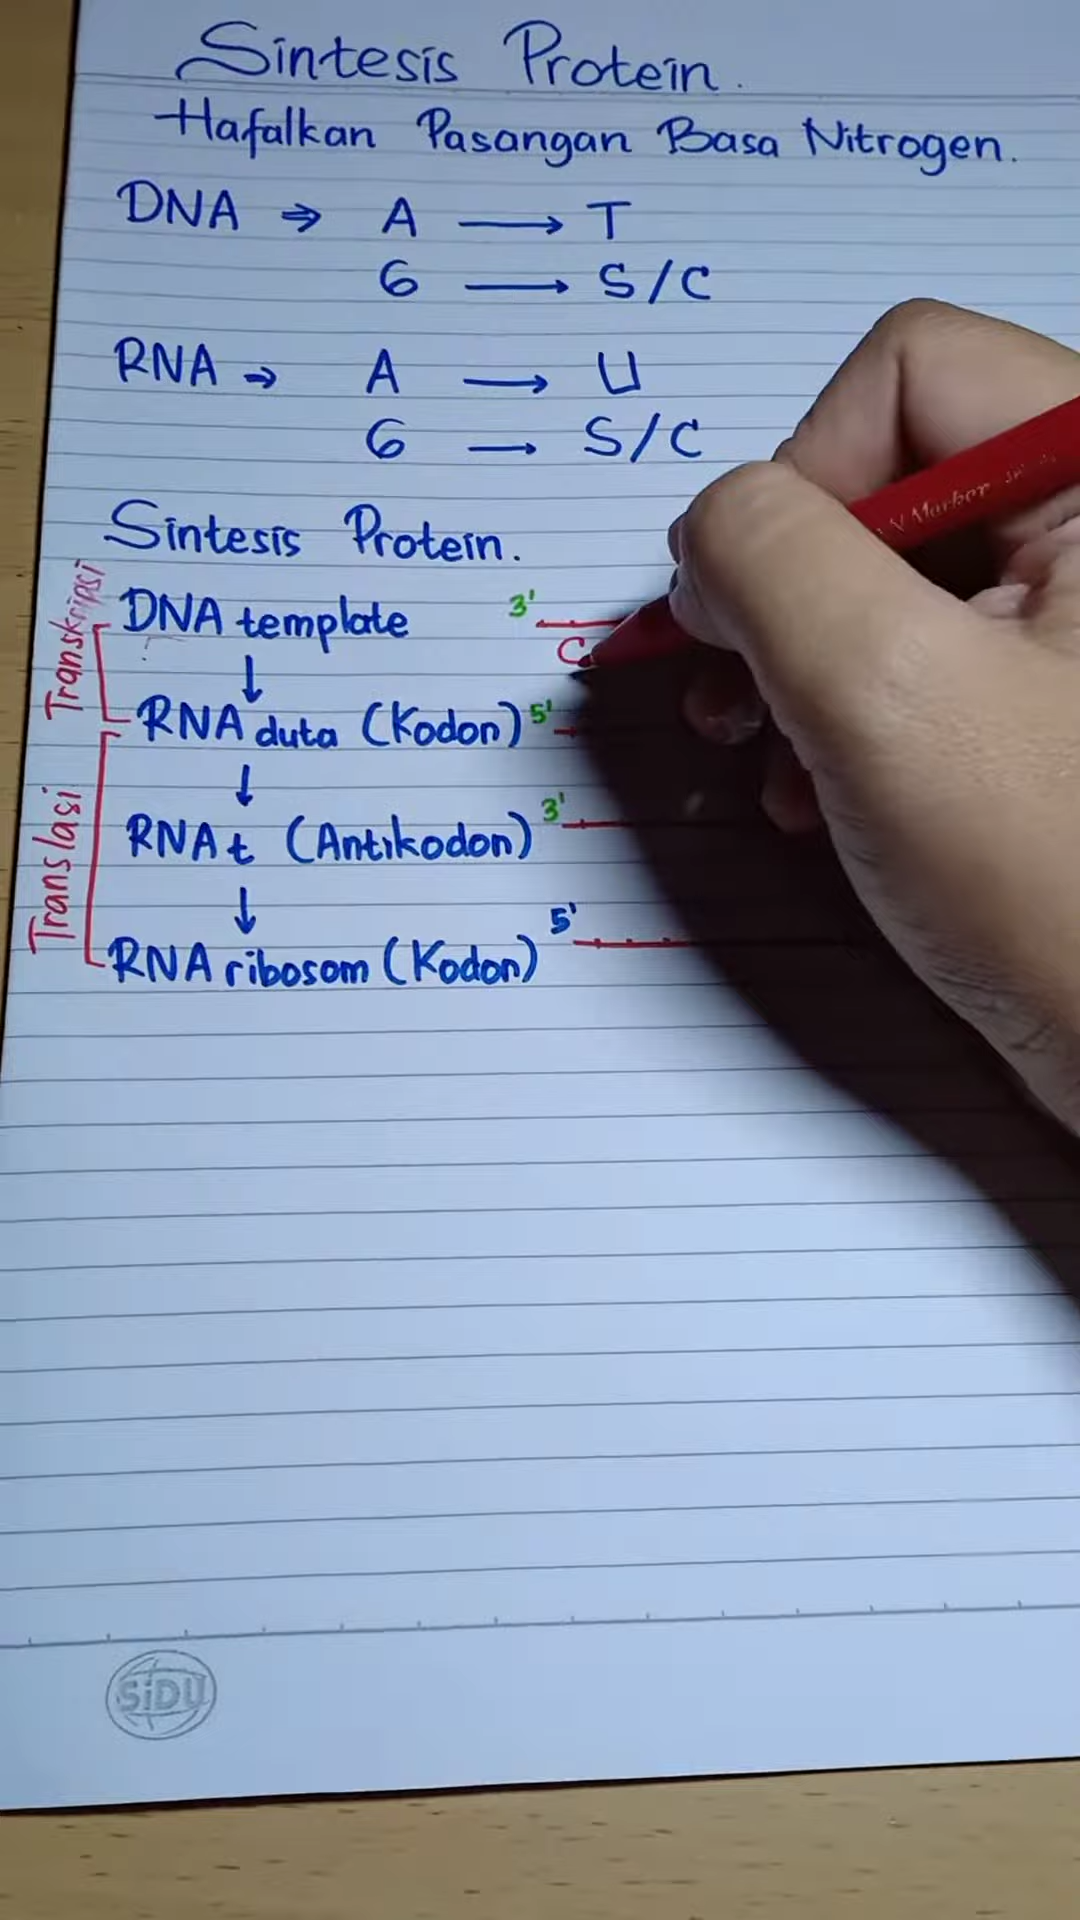 Sintesis Protein.
Hafalkan Pasangan Basa Nitrogen.
DNA ⇒ A → T
G → S/C
RNA ⇒ A → U
G → S/C
Sintesis Protein.
Transkripsi
DNA template 3'
C
↓
RNA duta (Kodon) 5'
↓
Translasi
RNA t (Antikodon) 3'
↓
RNA ribosom (Kodon) 5'
Marker
SiDU